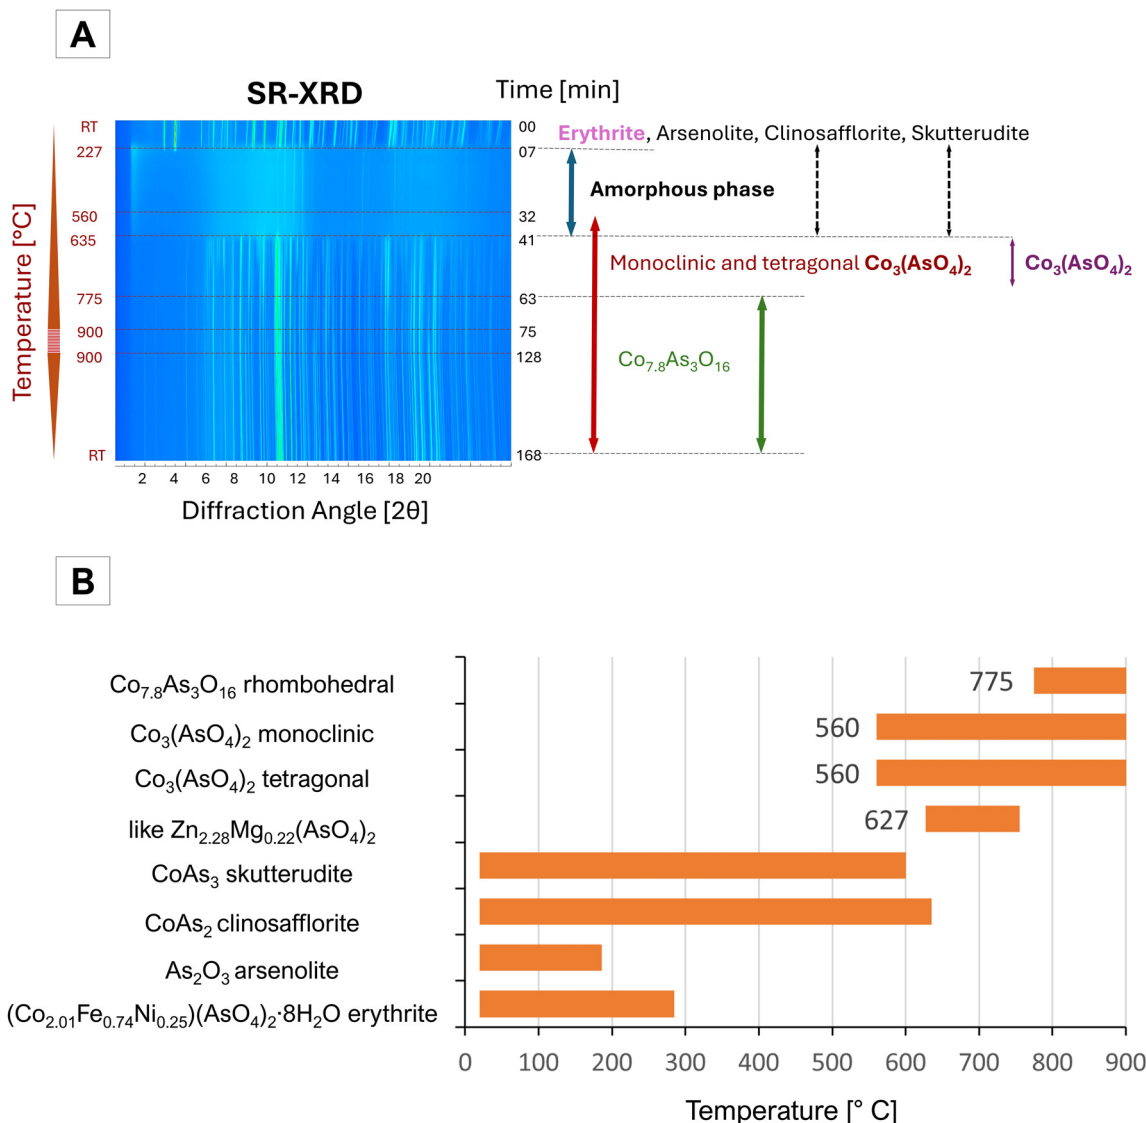 A
SR-XRD
Time [min]
RT
00
Erythrite, Arsenolite, Clinosafflorite, Skutterudite
227
07
Amorphous phase
560
32
635
41
Monoclinic and tetragonal Co₃(AsO₄)₂
Co₃(AsO₄)₂
775
63
900
75
900
128
Co₇.₈As₃O₁₆
RT
168
Temperature [°C]
2 4 6 8 10 12 14 16 18 20
Diffraction Angle [2θ]
B
Co₇.₈As₃O₁₆ rhombohedral
775
Co₃(AsO₄)₂ monoclinic
560
Co₃(AsO₄)₂ tetragonal
560
like Zn₂.₂₈Mg₀.₂₂(AsO₄)₂
627
CoAs₃ skutterudite
CoAs₂ clinosafflorite
As₂O₃ arsenolite
(Co₂.₀₁Fe₀.₇₄Ni₀.₂₅)(AsO₄)₂·8H₂O erythrite
0 100 200 300 400 500 600 700 800 900
Temperature [° C]